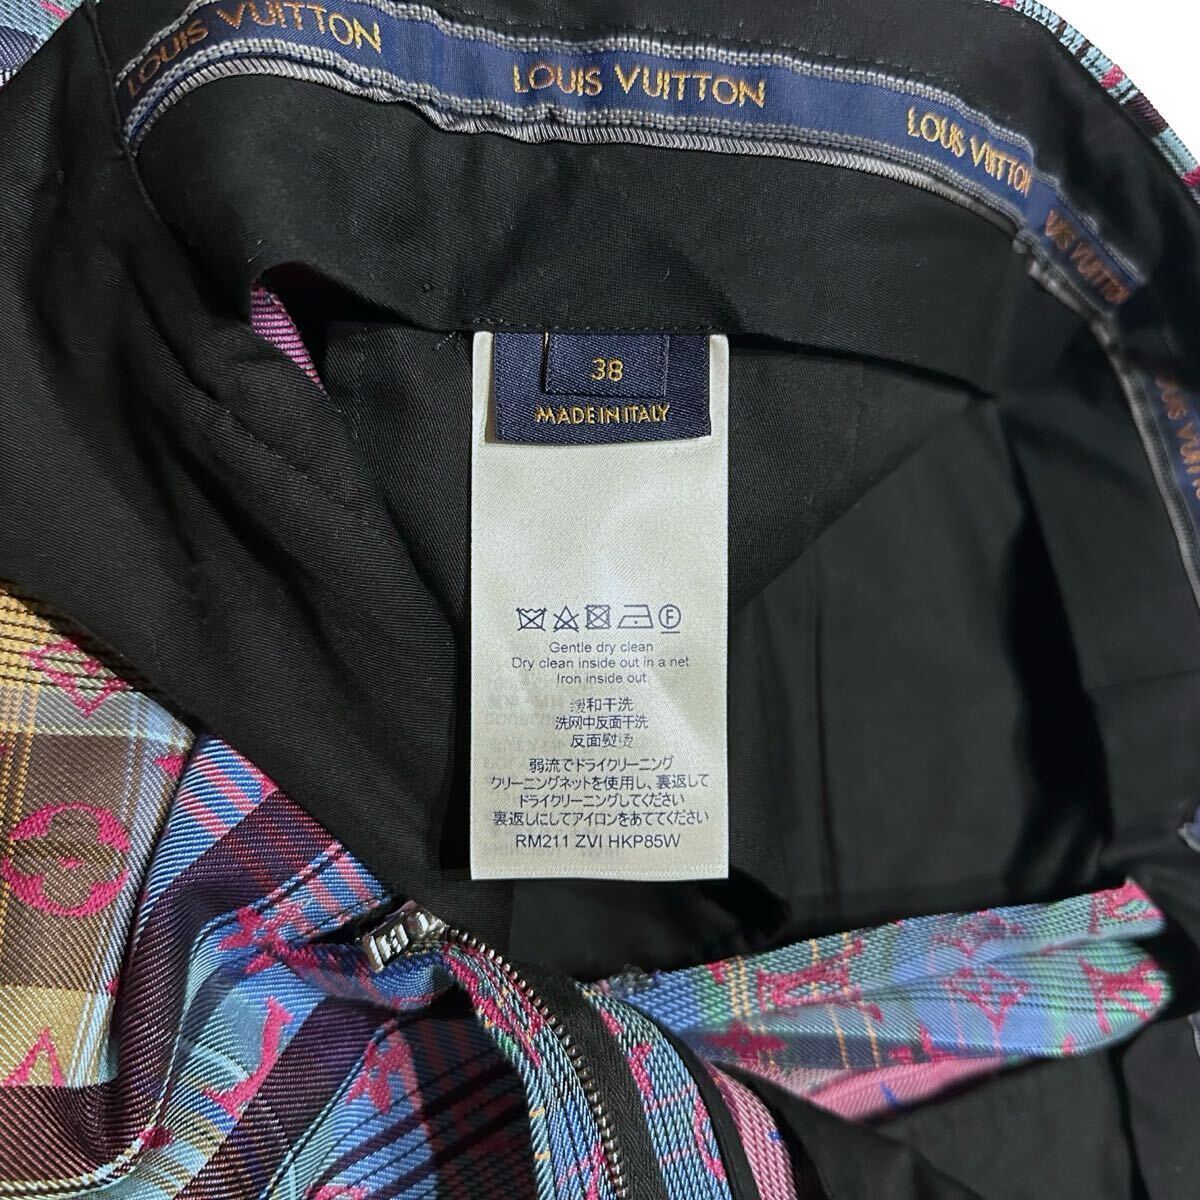 LOUIS VUITTON
LOUIS VUITTON
LOUIS VUITTON
UIS VUITTON
OUIS VUITT
38
MADE IN ITALY
Gentle dry clean
Dry clean inside out in a net
Iron inside out
缓和干洗
洗网中反面干洗
反面熨烫
弱流でドライクリーニング
クリーニングネットを使用し、裏返して
ドライクリーニングしてください
裏返しにしてアイロンをあててください
RM211 ZVI HKP85W